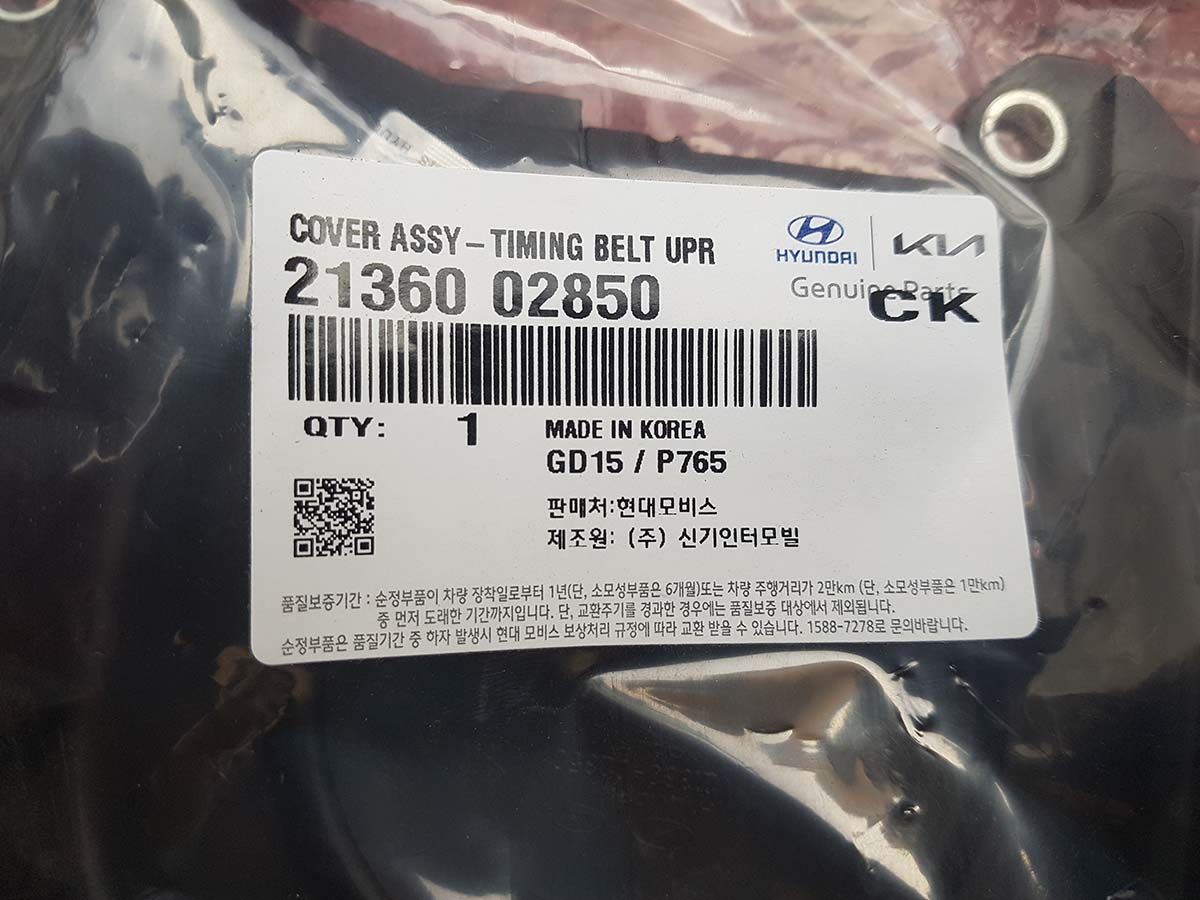 COVER ASSY-TIMING BELT UPR
21360 02850
HYUNDAI
KIA
Genuine Parts
CK
QTY: 1
MADE IN KOREA
GD15 / P765
판매처:현대모비스
제조원: (주) 신기인터모빌
품질보증기간 : 순정부품이 차량 장착일로부터 1년(단, 소모성부품은 6개월)또는 차량 주행거리가 2만km (단, 소모성부품은 1만km)
중 먼저 도래한 기간까지입니다. 단, 교환주기를 경과한 경우에는 품질보증 대상에서 제외됩니다.
순정부품은 품질기간 중 하자 발생시 현대 모비스 보상처리 규정에 따라 교환 받을 수 있습니다. 1588-7278로 문의바랍니다.